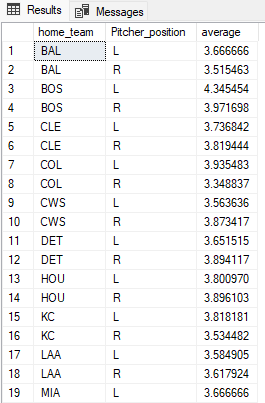 Results Messages
home_team Pitcher_position average
1 BAL L 3.666666
2 BAL R 3.515463
3 BOS L 4.345454
4 BOS R 3.971698
5 CLE L 3.736842
6 CLE R 3.819444
7 COL L 3.935483
8 COL R 3.348837
9 CWS L 3.563636
10 CWS R 3.873417
11 DET L 3.651515
12 DET R 3.894117
13 HOU L 3.800970
14 HOU R 3.896103
15 KC L 3.818181
16 KC R 3.534482
17 LAA L 3.584905
18 LAA R 3.617924
19 MIA L 3.666666